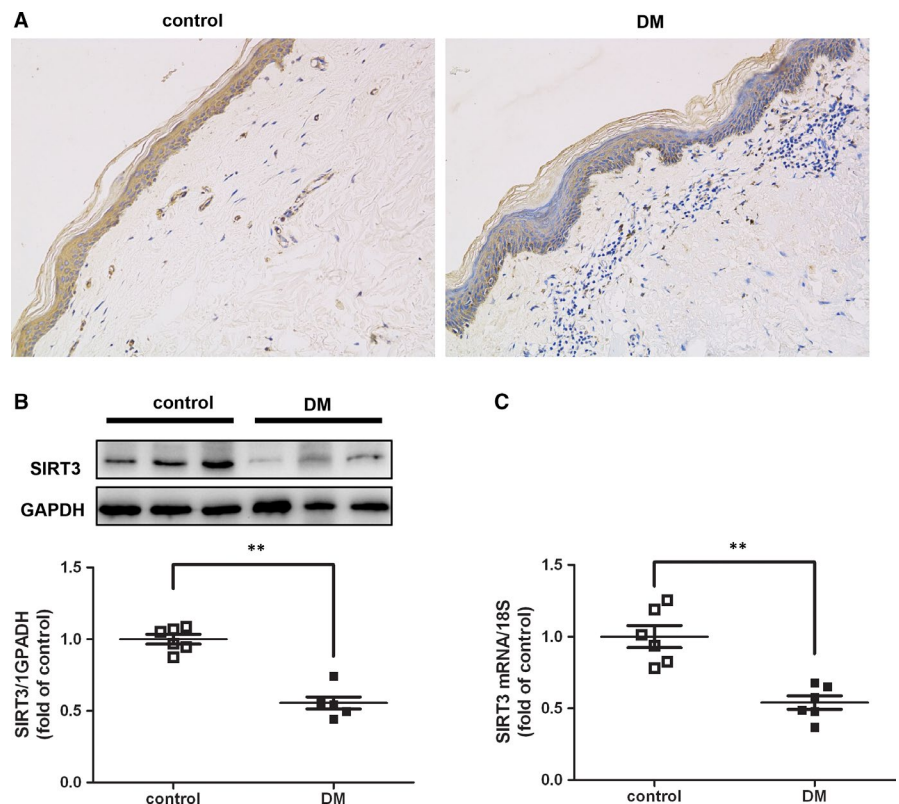 A
control
DM
B
control
DM
SIRT3
GAPDH
**
1.5
1.0
0.5
0.0
SIRT3/1GPADH
(fold of control)
control
DM
C
**
1.5
1.0
0.5
0.0
SIRT3 mRNA/18S
(fold of control)
control
DM